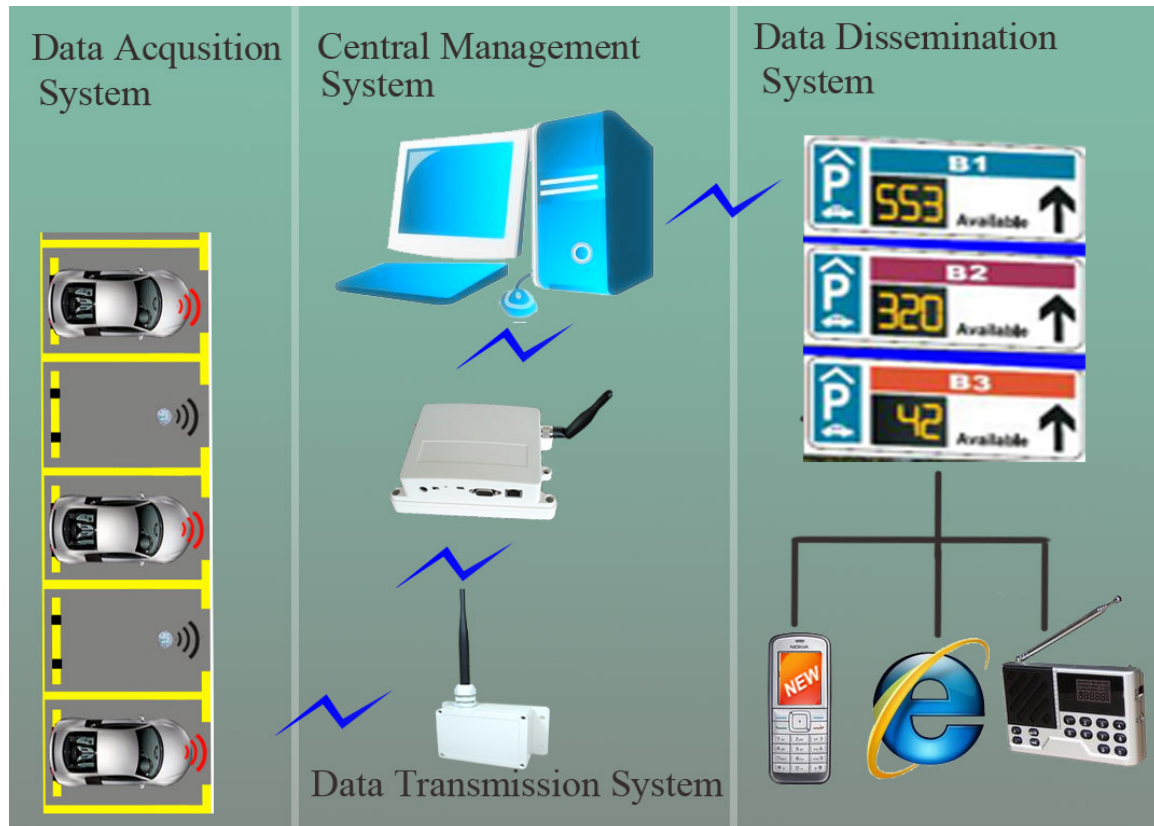 Data Acqusition
System
Central Management
System
Data Dissemination
System
B1
P
553
Available
B2
P
320
Available
B3
P
42
Available
NOKIA
NEW
Data Transmission System